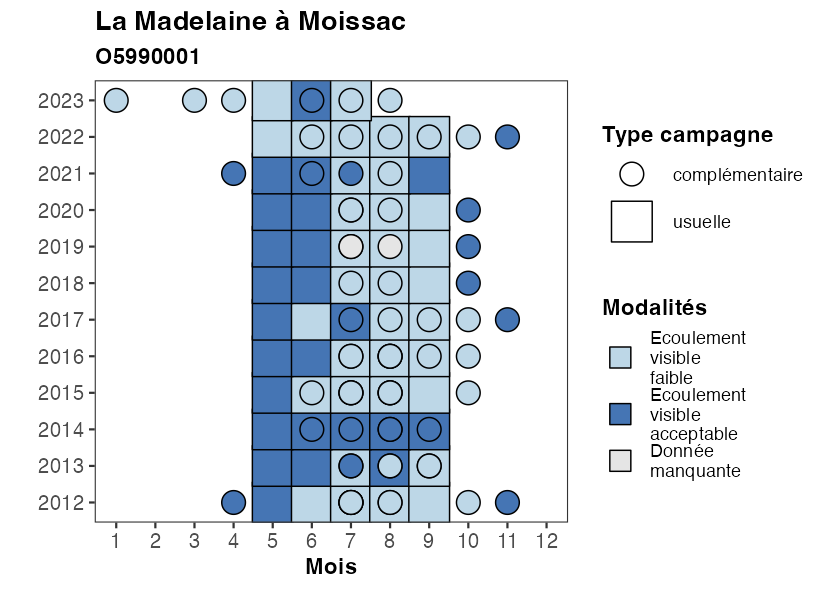 La Madelaine à Moissac
O5990001
2023
2022
2021
2020
2019
2018
2017
2016
2015
2014
2013
2012
1 2 3 4 5 6 7 8 9 10 11 12
Mois
Type campagne
complémentaire
usuelle
Modalités
Ecoulement
visible
faible
Ecoulement
visible
acceptable
Donnée
manquante